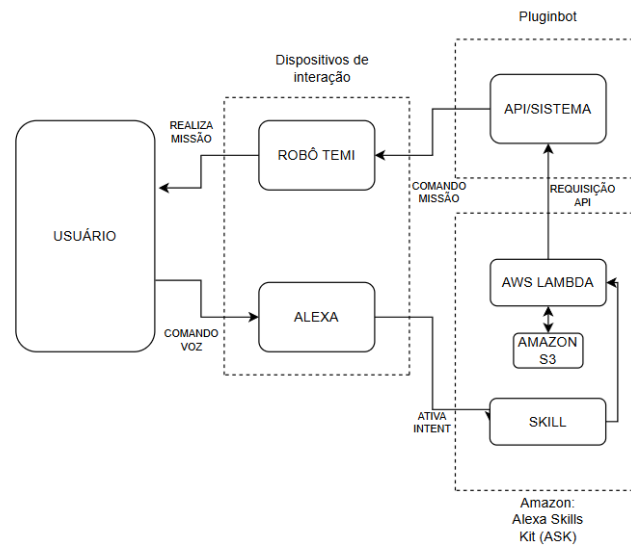 Pluginbot
Dispositivos de
interação
API/SISTEMA
REALIZA
MISSÃO
ROBÔ TEMI
COMANDO
MISSÃO
REQUISIÇÃO
API
USUÁRIO
AWS LAMBDA
ALEXA
COMANDO
VOZ
AMAZON
S3
ATIVA
INTENT
SKILL
Amazon:
Alexa Skills
Kit (ASK)